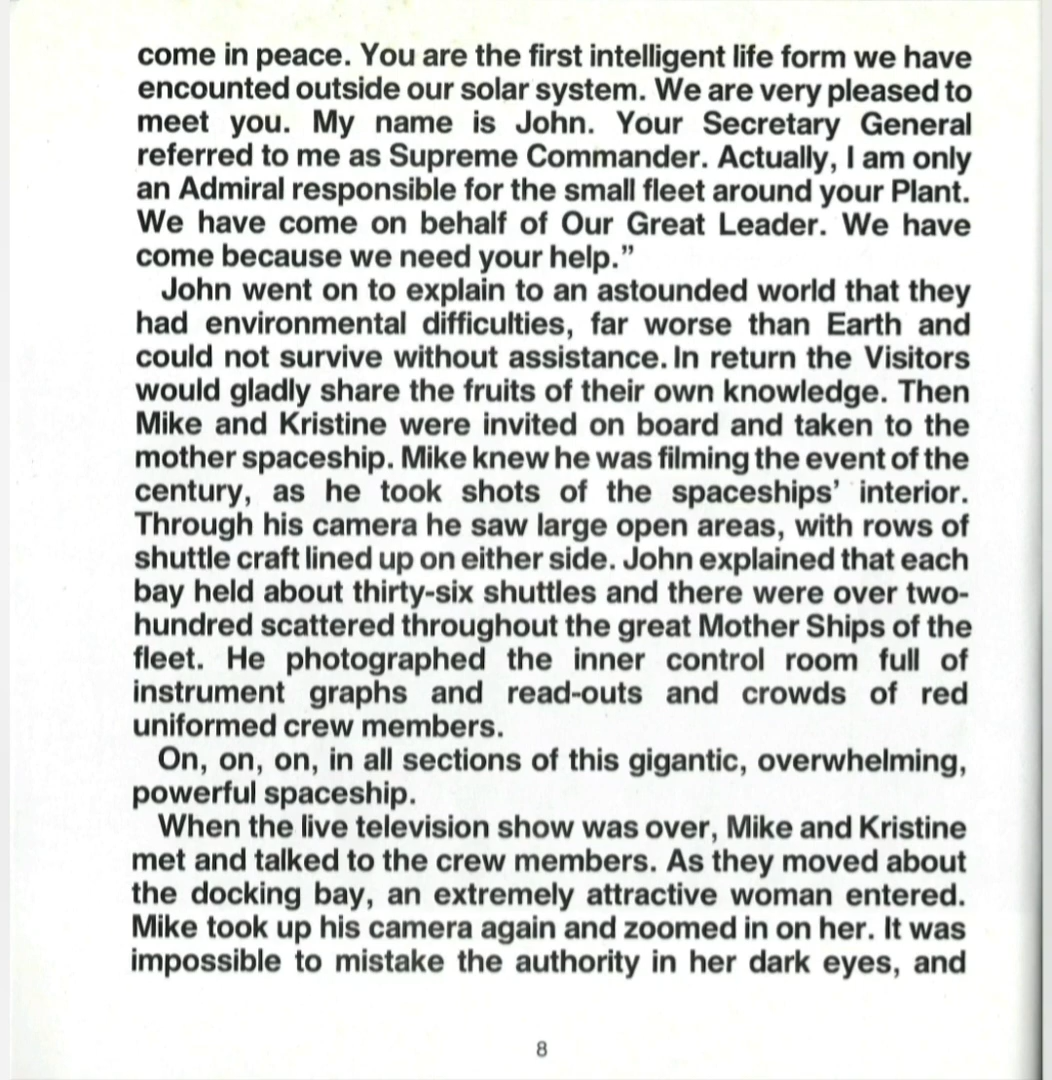 come in peace. You are the first intelligent life form we have
encounted outside our solar system. We are very pleased to
meet you. My name is John. Your Secretary General
referred to me as Supreme Commander. Actually, I am only
an Admiral responsible for the small fleet around your Plant.
We have come on behalf of Our Great Leader. We have
come because we need your help.”
John went on to explain to an astounded world that they
had environmental difficulties, far worse than Earth and
could not survive without assistance. In return the Visitors
would gladly share the fruits of their own knowledge. Then
Mike and Kristine were invited on board and taken to the
mother spaceship. Mike knew he was filming the event of the
century, as he took shots of the spaceships’ interior.
Through his camera he saw large open areas, with rows of
shuttle craft lined up on either side. John explained that each
bay held about thirty-six shuttles and there were over two-
hundred scattered throughout the great Mother Ships of the
fleet. He photographed the inner control room full of
instrument graphs and read-outs and crowds of red
uniformed crew members.
On, on, on, in all sections of this gigantic, overwhelming,
powerful spaceship.
When the live television show was over, Mike and Kristine
met and talked to the crew members. As they moved about
the docking bay, an extremely attractive woman entered.
Mike took up his camera again and zoomed in on her. It was
impossible to mistake the authority in her dark eyes, and
8